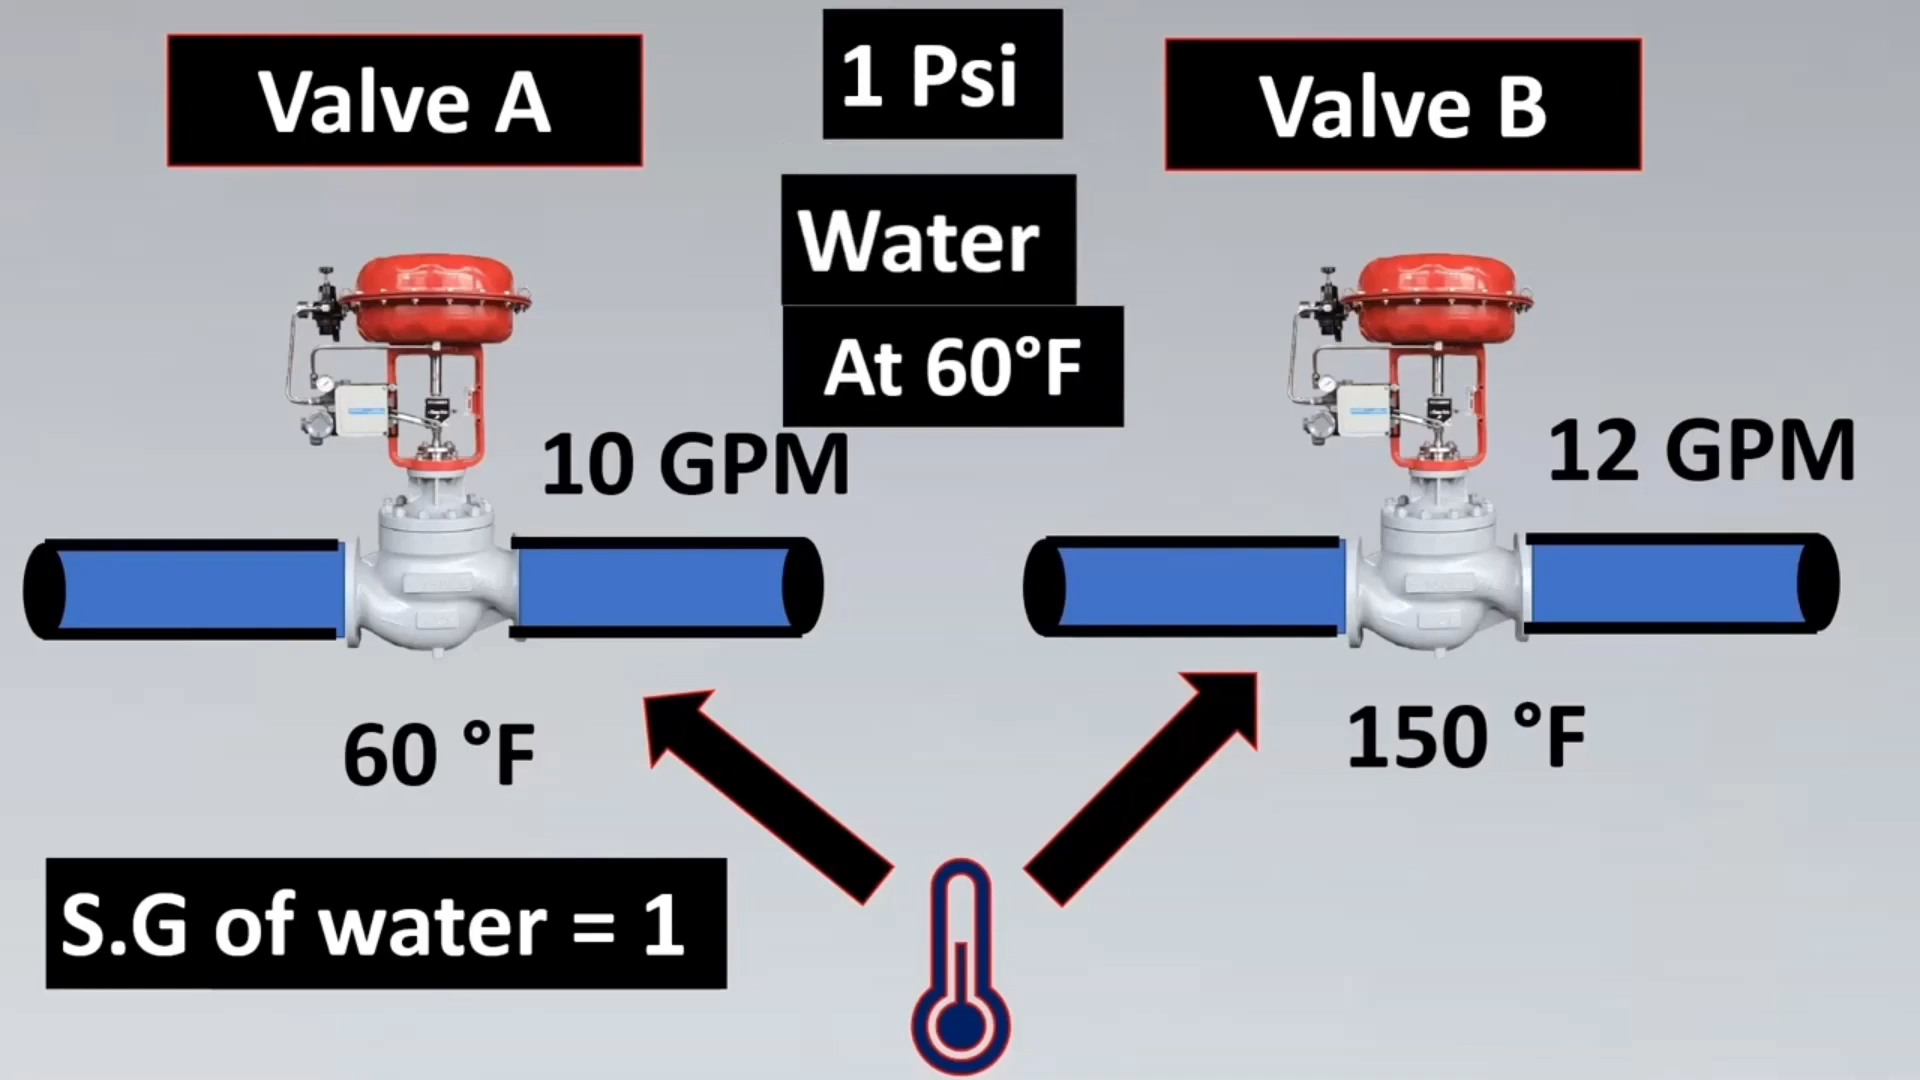 Valve A
1 Psi
Valve B
Water
At 60°F
10 GPM
12 GPM
60 °F
150 °F
S.G of water = 1